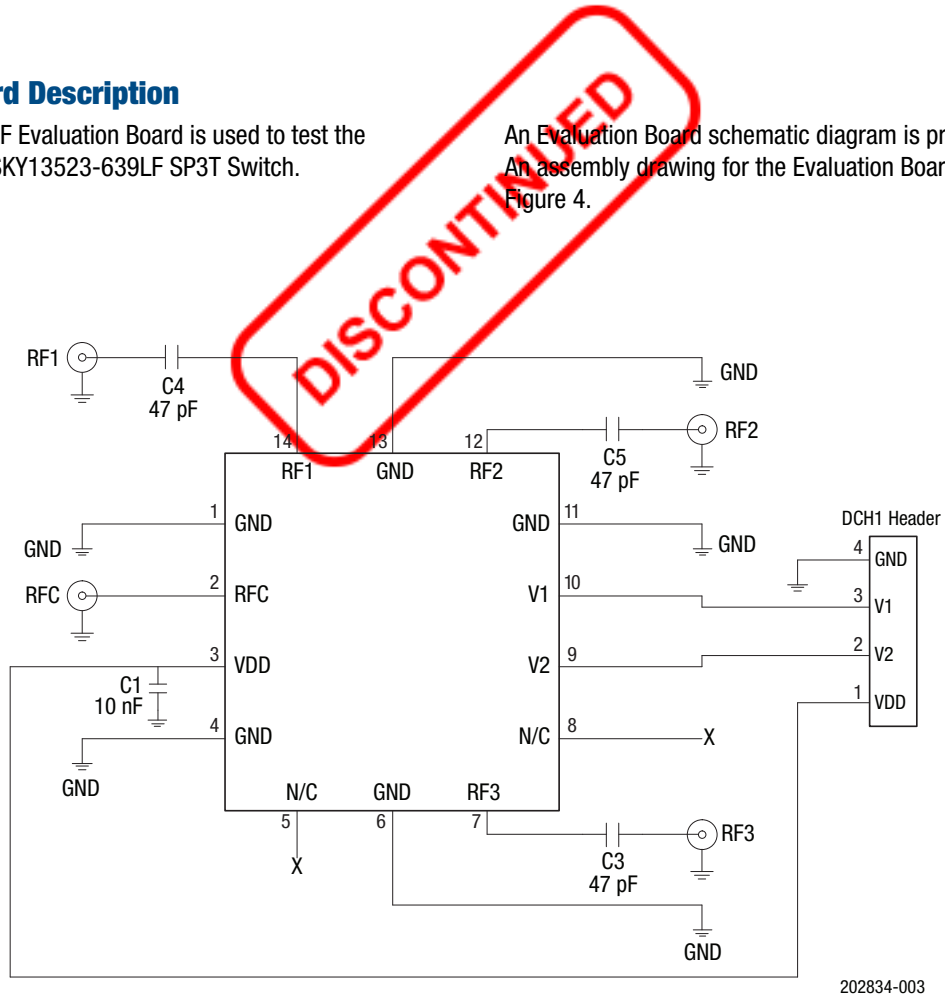 rd Description
F Evaluation Board is used to test the
SKY13523-639LF SP3T Switch.
An Evaluation Board schematic diagram is pr
An assembly drawing for the Evaluation Boar
Figure 4.
DISCONTINUED
RF1
C4
47 pF
GND
RF2
C5
47 pF
14
13
12
RF1
GND
RF2
1
GND
GND
11
GND
GND
DCH1 Header
4
GND
RFC
2
RFC
V1
10
3
V1
3
VDD
V2
9
2
V2
C1
10 nF
1
VDD
4
GND
N/C
8
X
GND
N/C
GND
RF3
5
6
7
X
RF3
C3
47 pF
GND
202834-003